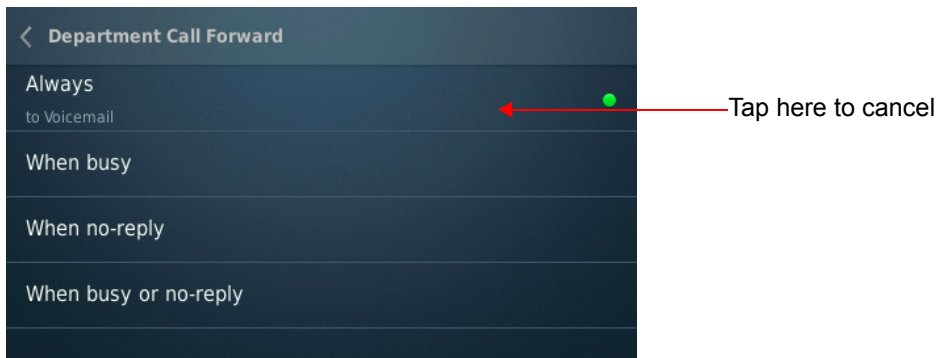 Department Call Forward
Always
to Voicemail
Tap here to cancel
When busy
When no-reply
When busy or no-reply